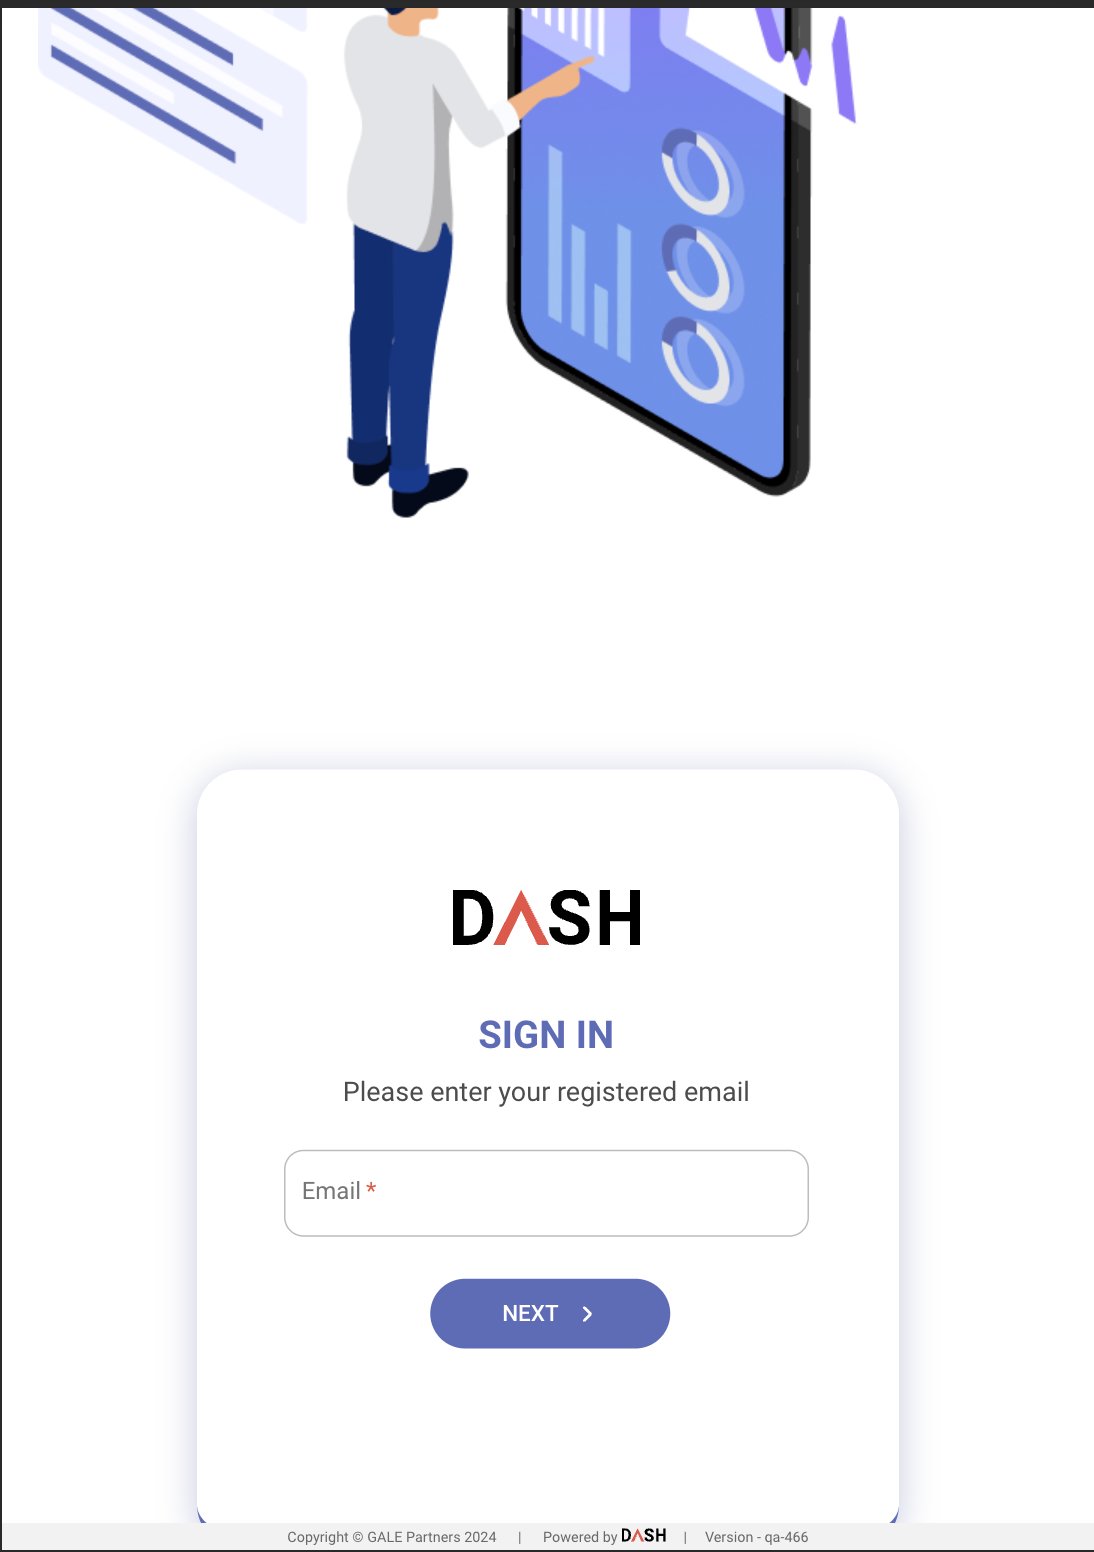 DASH
SIGN IN
Please enter your registered email
Email *
NEXT
Copyright © GALE Partners 2024 | Powered by DASH | Version - qa-466